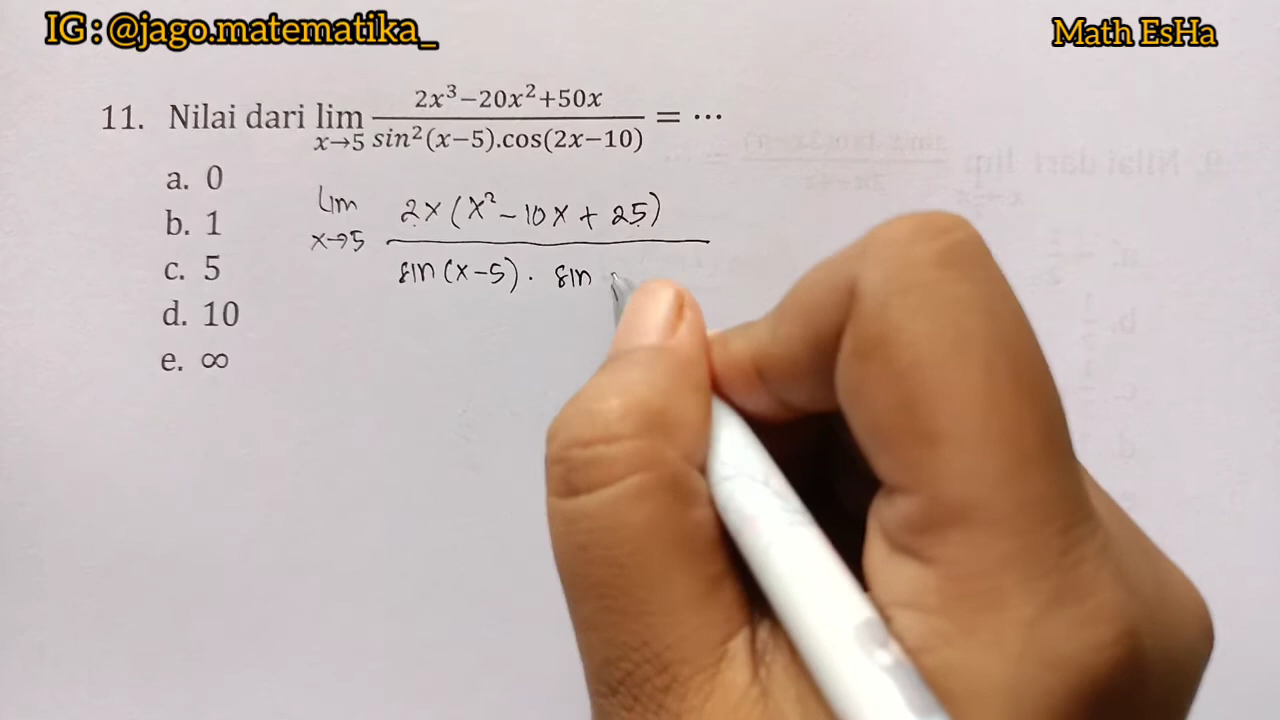 IG : @jago.matematika_
Math EsHa
11. Nilai dari lim x→5 2x³−20x²+50x / sin²(x−5).cos(2x−10) = ⋯
a. 0
b. 1
c. 5
d. 10
e. ∞
lim x→5 2x (x² − 10x + 25)
sin (x − 5) . sin